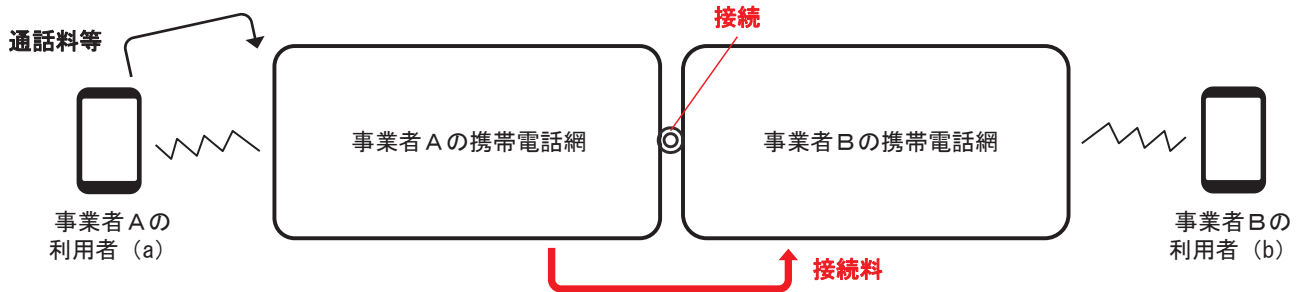 接続
通話料等
事業者Aの携帯電話網
事業者Bの携帯電話網
事業者Aの
利用者（a）
事業者Bの
利用者（b）
接続料